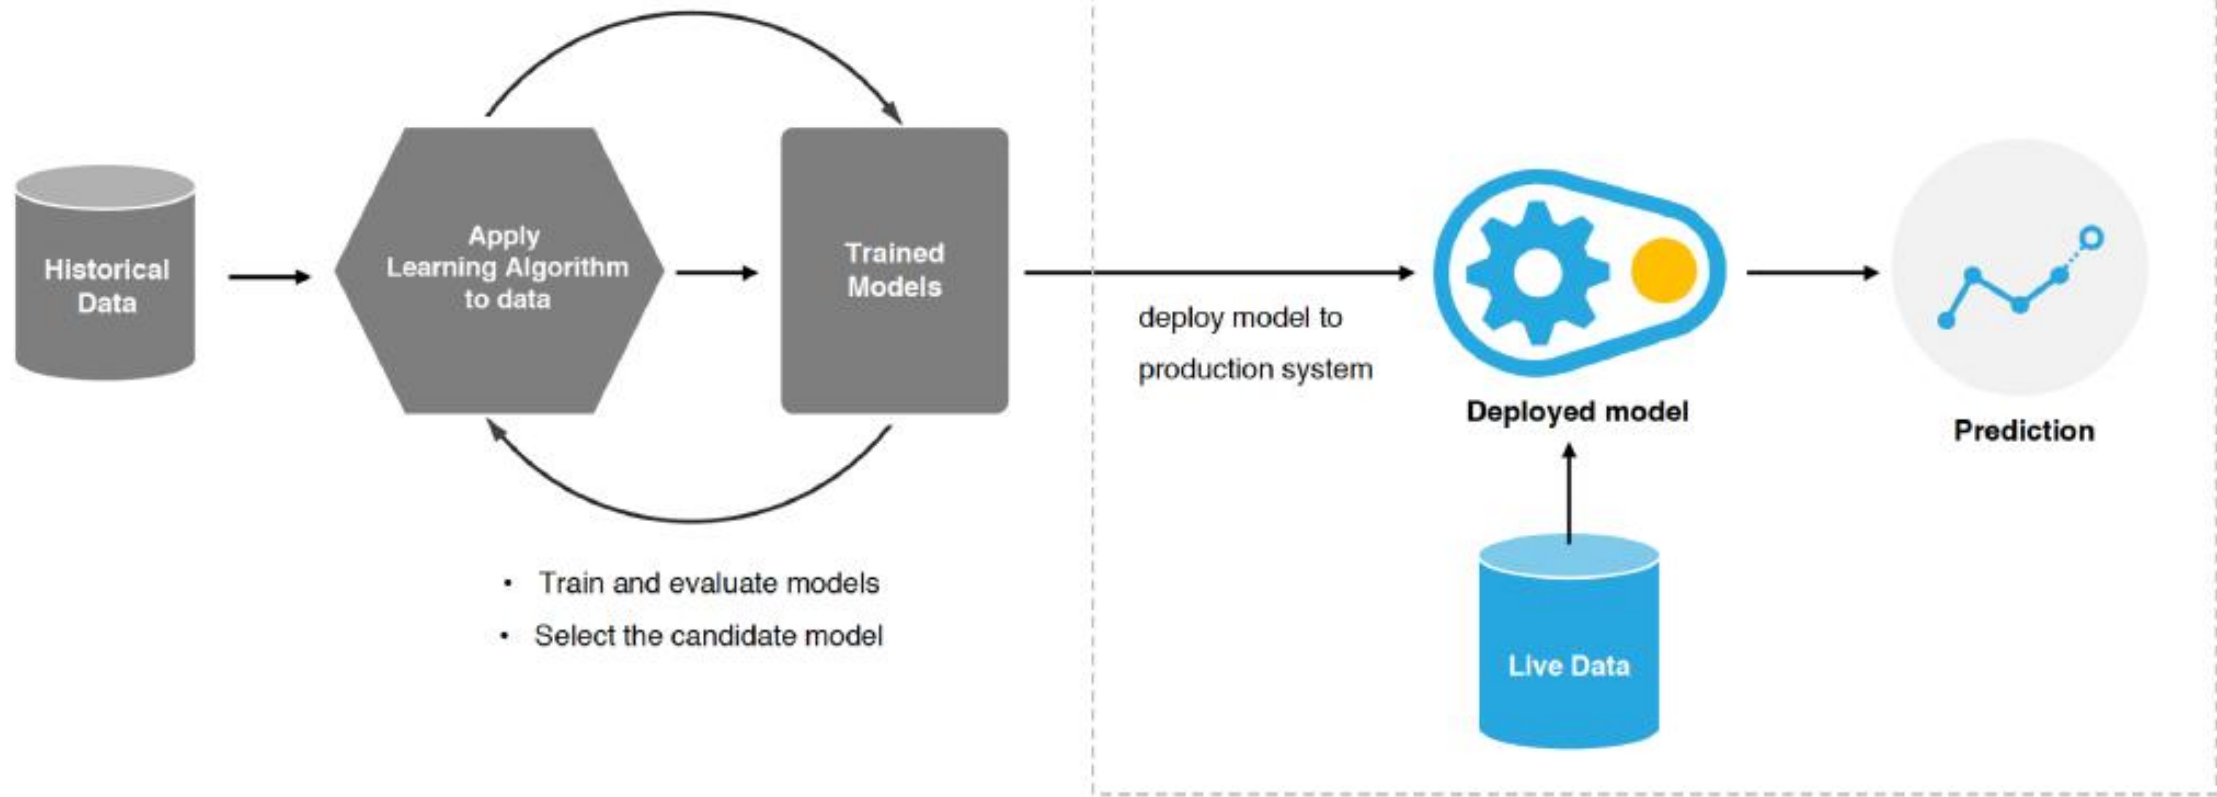 Historical
Data
Apply
Learning Algorithm
to data
Trained
Models
• Train and evaluate models
• Select the candidate model
deploy model to
production system
Deployed model
Live Data
Prediction